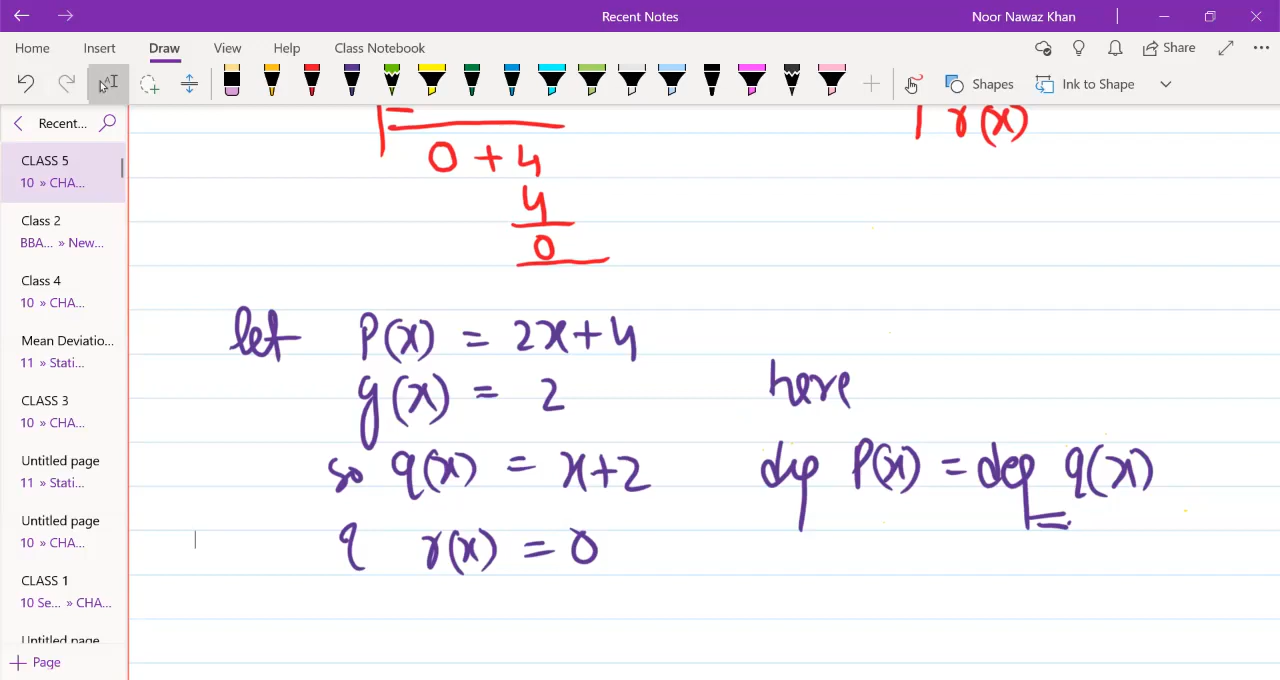 Recent Notes
Noor Nawaz Khan
Home Insert Draw View Help Class Notebook Share
Shapes Ink to Shape
Recent...
CLASS 5
10 » CHA...
Class 2
BBA... » New...
Class 4
10 » CHA...
Mean Deviatio...
11 » Stati...
CLASS 3
10 » CHA...
Untitled page
11 » Stati...
Untitled page
10 » CHA...
CLASS 1
10 Se... » CHA...
Untitled page
Page
r(x)
0 + 4
4
0
let P(x) = 2x+4
g(x) = 2
so q(x) = x+2
r(x) = 0
here
deg P(x) = deg q(x)